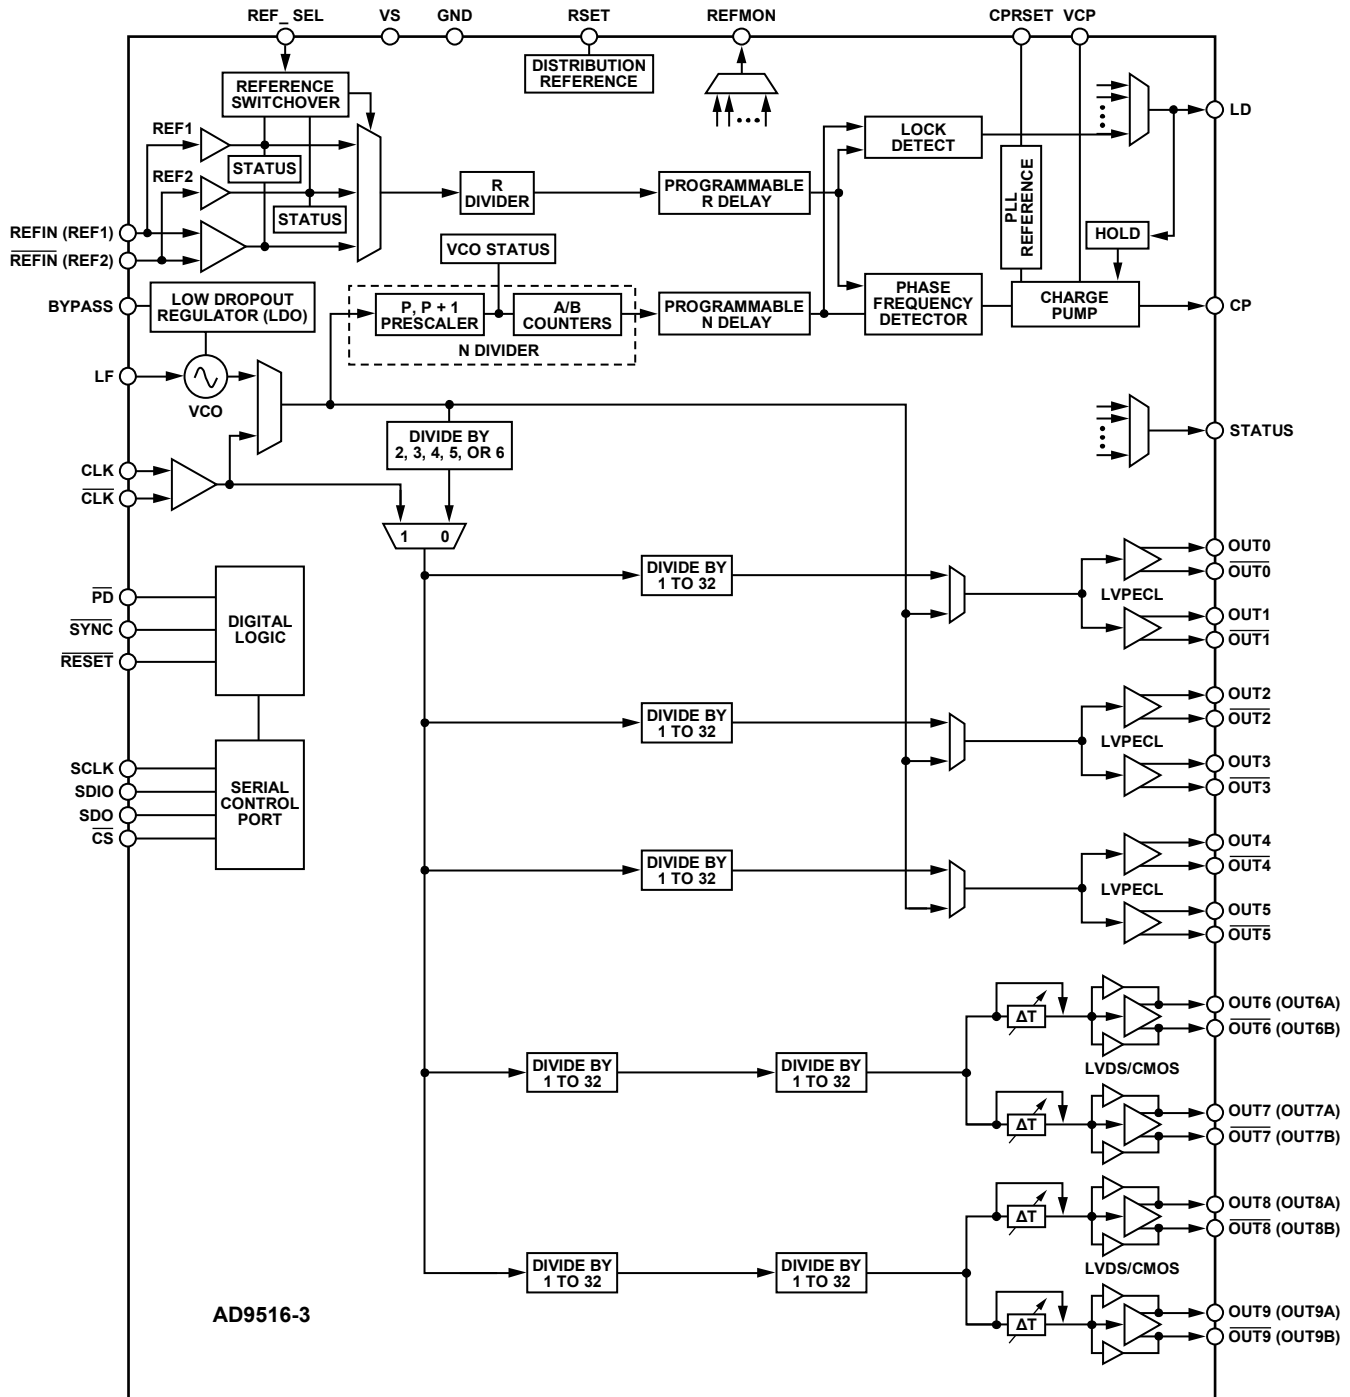 REF_ SEL
VS
GND
RSET
REFMON
CPRSET
VCP
REFERENCE
SWITCHOVER
DISTRIBUTION
REFERENCE
LD
REF1
STATUS
REF2
STATUS
R
DIVIDER
PROGRAMMABLE
R DELAY
LOCK
DETECT
PLL
REFERENCE
HOLD
REFIN (REF1)
REFIN (REF2)
VCO STATUS
BYPASS
LOW DROPOUT
REGULATOR (LDO)
P, P + 1
PRESCALER
A/B
COUNTERS
N DIVIDER
PROGRAMMABLE
N DELAY
PHASE
FREQUENCY
DETECTOR
CHARGE
PUMP
CP
LF
VCO
STATUS
DIVIDE BY
2, 3, 4, 5, OR 6
CLK
CLK
1 0
DIVIDE BY
1 TO 32
LVPECL
OUT0
OUT0
OUT1
OUT1
PD
SYNC
RESET
DIGITAL
LOGIC
DIVIDE BY
1 TO 32
LVPECL
OUT2
OUT2
OUT3
OUT3
SCLK
SDIO
SDO
CS
SERIAL
CONTROL
PORT
DIVIDE BY
1 TO 32
LVPECL
OUT4
OUT4
OUT5
OUT5
DIVIDE BY
1 TO 32
DIVIDE BY
1 TO 32
ΔT
ΔT
LVDS/CMOS
OUT6 (OUT6A)
OUT6 (OUT6B)
OUT7 (OUT7A)
OUT7 (OUT7B)
DIVIDE BY
1 TO 32
DIVIDE BY
1 TO 32
ΔT
ΔT
LVDS/CMOS
OUT8 (OUT8A)
OUT8 (OUT8B)
OUT9 (OUT9A)
OUT9 (OUT9B)
AD9516-3